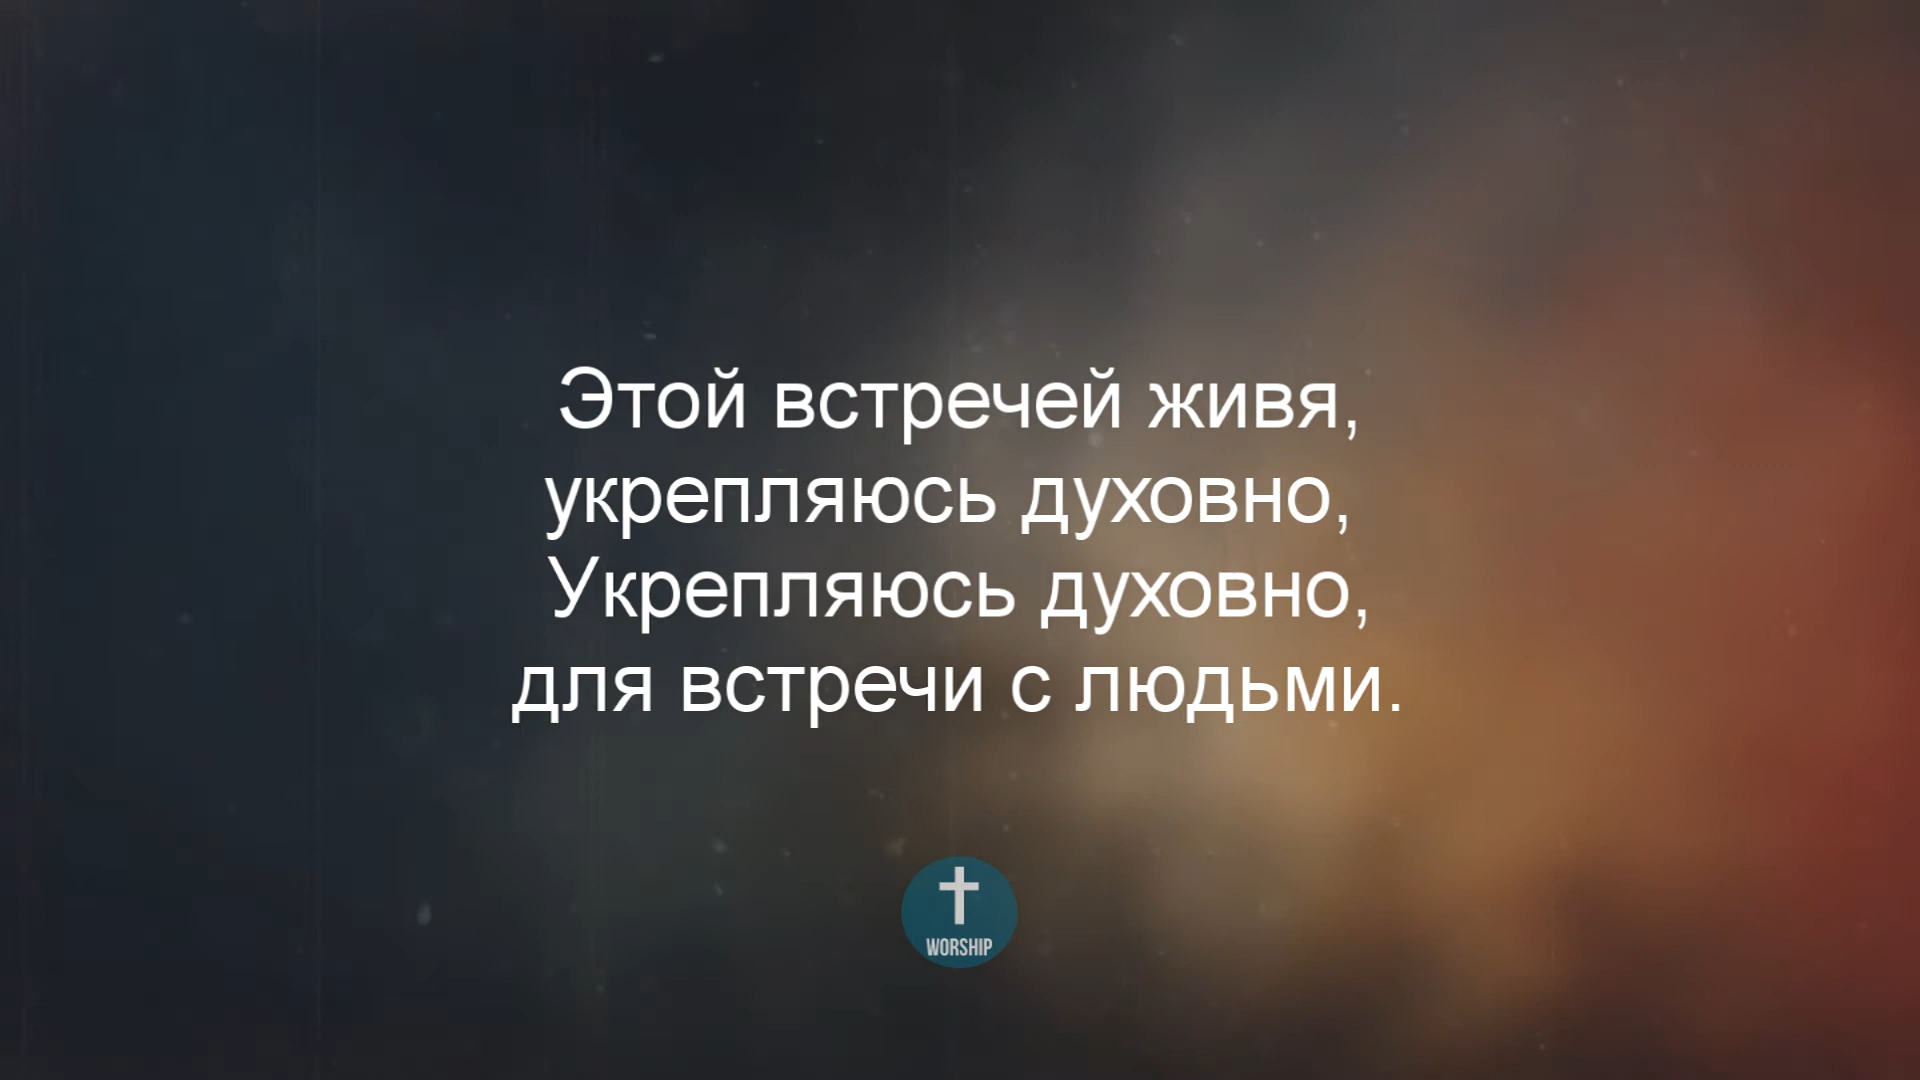 Этой встречей живя,
укрепляюсь духовно,
Укрепляюсь духовно,
для встречи с людьми.
WORSHIP